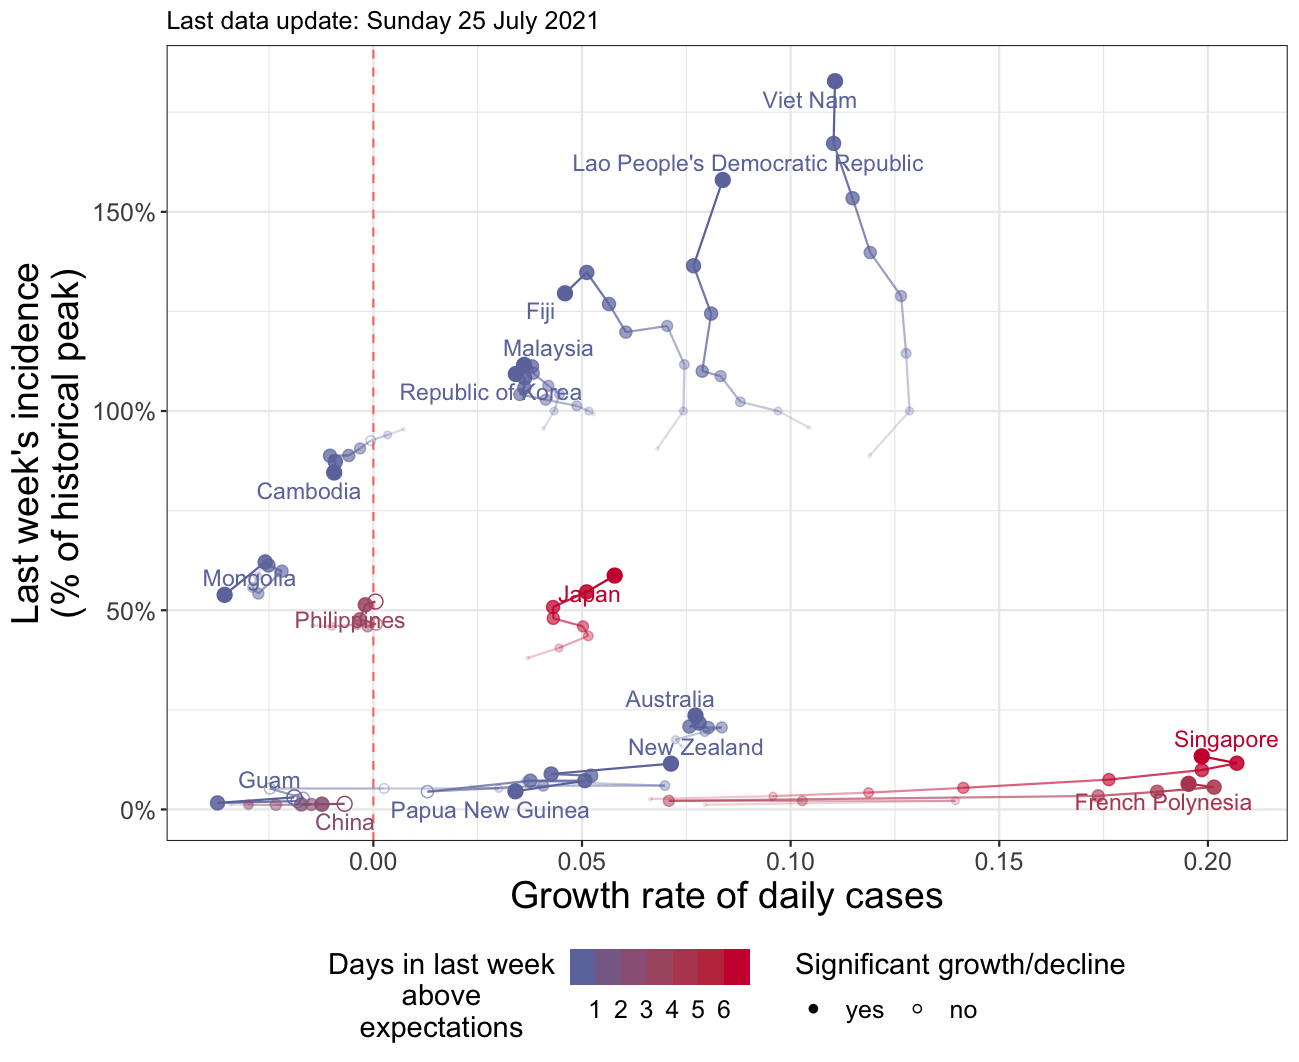 Last data update: Sunday 25 July 2021
Last week's incidence
(% of historical peak)
150%
100%
50%
0%
Viet Nam
Lao People's Democratic Republic
Fiji
Malaysia
Republic of Korea
Cambodia
Mongolia
Philippines
Japan
Australia
New Zealand
Singapore
Guam
Papua New Guinea
French Polynesia
China
0.00 0.05 0.10 0.15 0.20
Growth rate of daily cases
Days in last week
above
expectations
1 2 3 4 5 6
Significant growth/decline
yes no